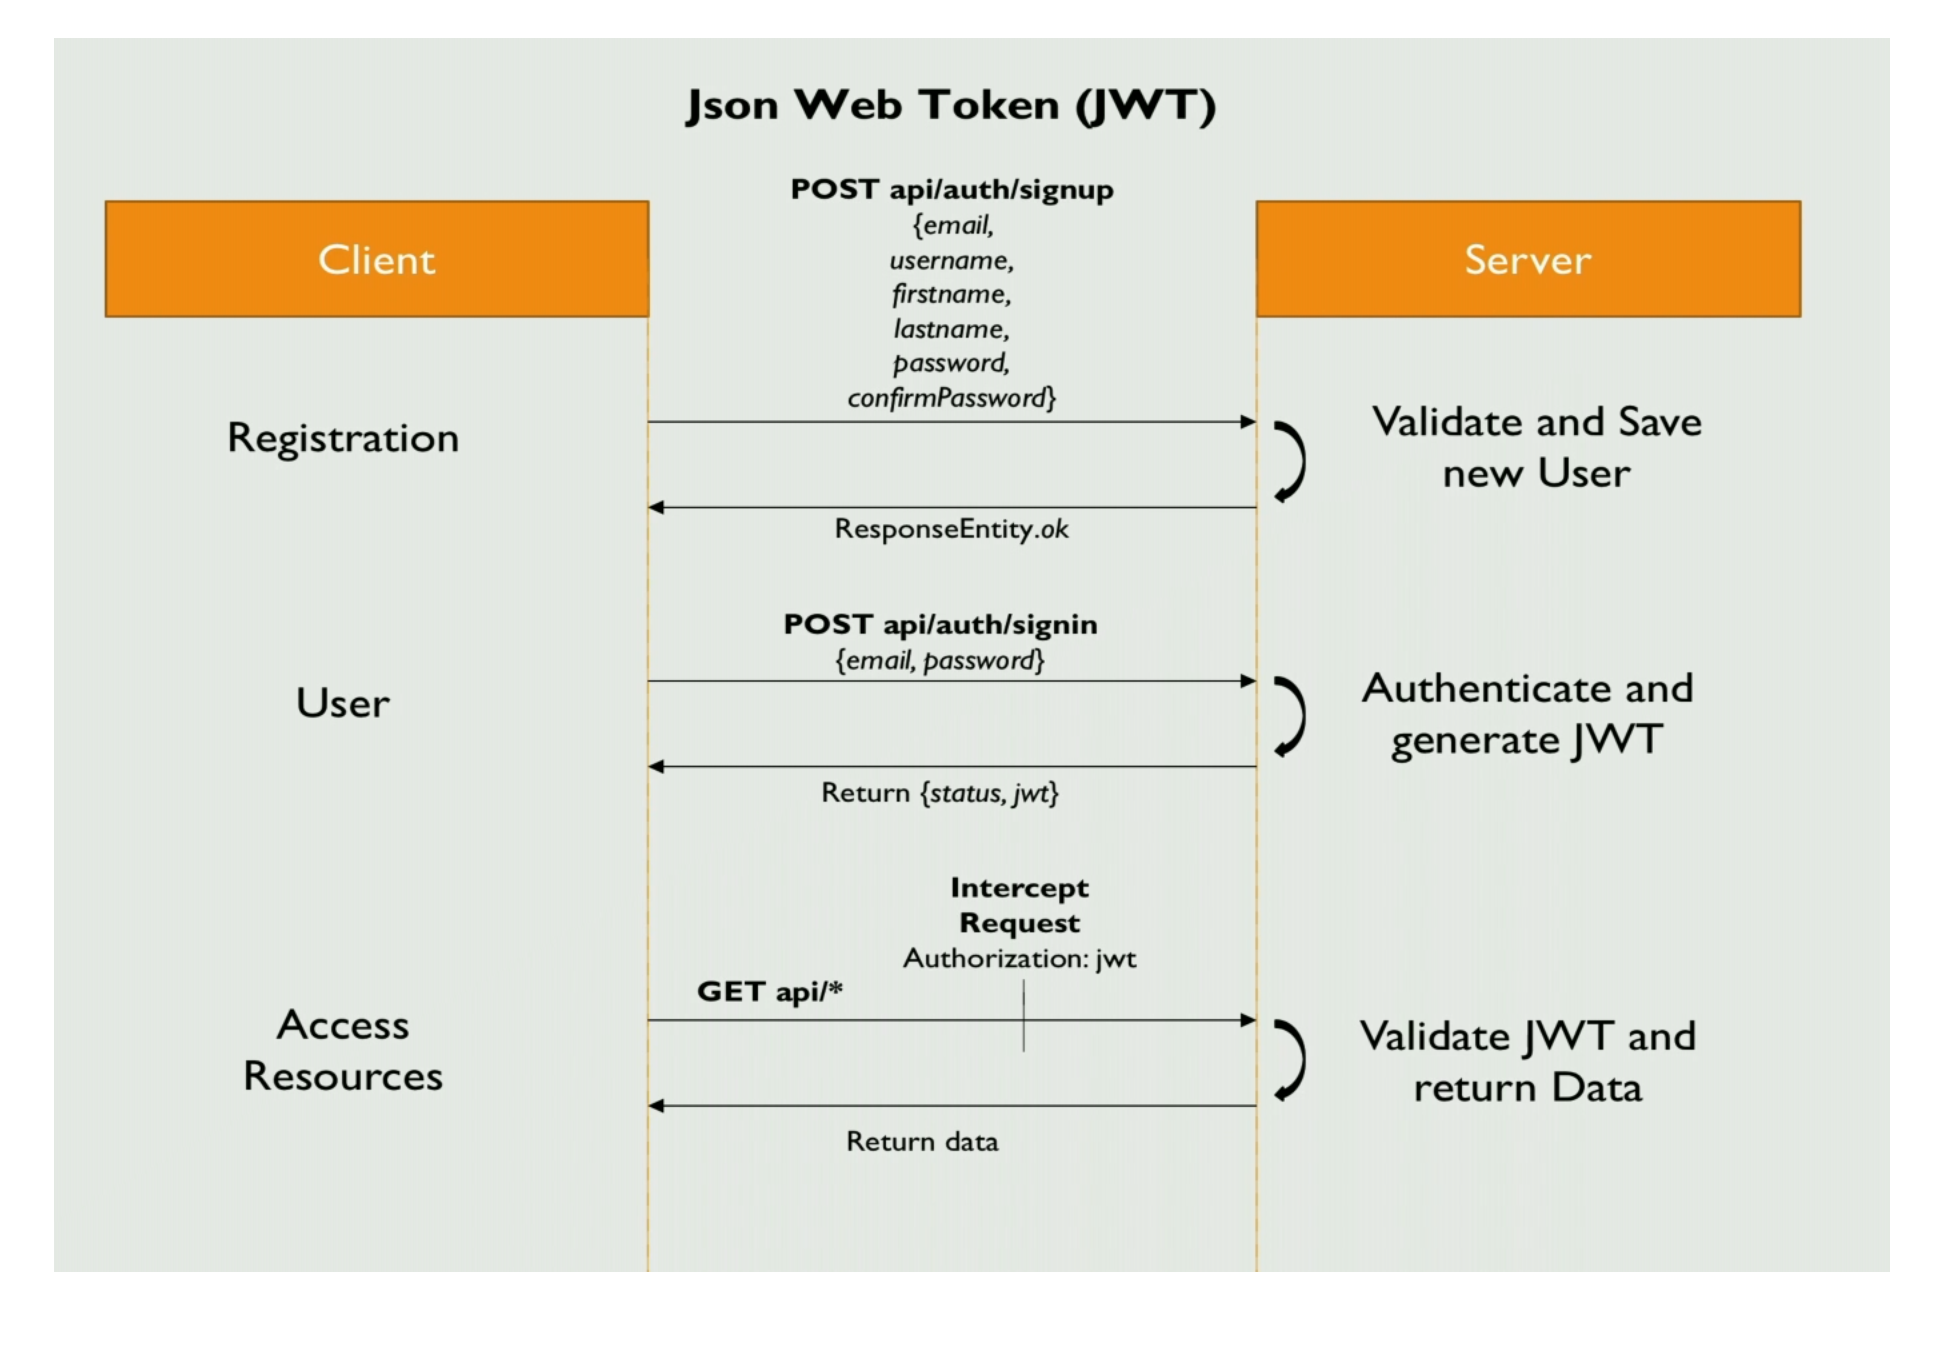 Json Web Token (JWT)
Client
Server
POST api/auth/signup
{email,
username,
firstname,
lastname,
password,
confirmPassword}
Registration
Validate and Save
new User
ResponseEntity.ok
POST api/auth/signin
{email, password}
User
Authenticate and
generate JWT
Return {status, jwt}
Intercept
Request
Authorization: jwt
GET api/*
Access
Resources
Validate JWT and
return Data
Return data